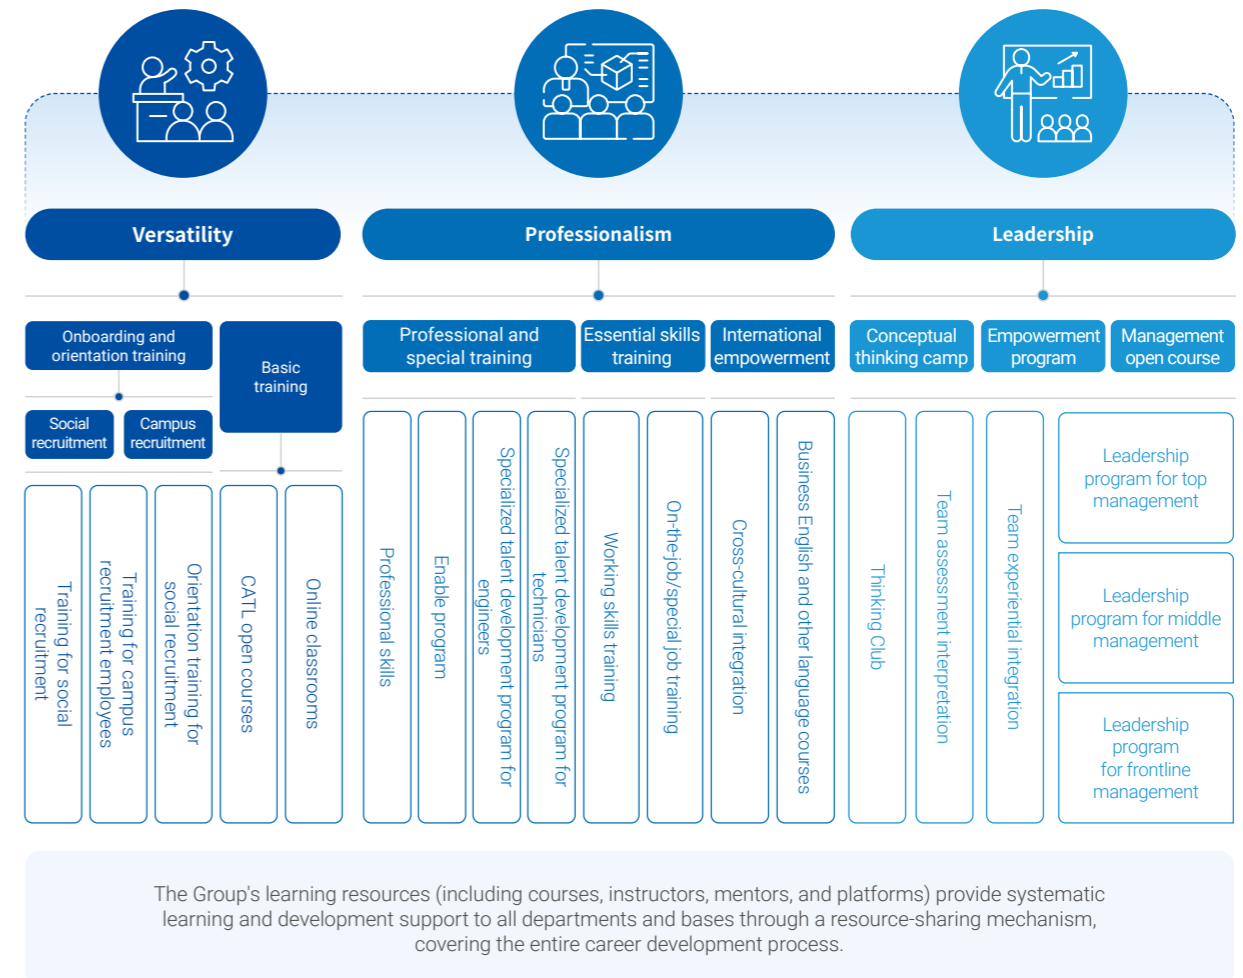 Versatility
Professionalism
Leadership
Onboarding and
orientation training
Basic
training
Social
recruitment
Campus
recruitment
Professional and
special training
Essential skills
training
International
empowerment
Conceptual
thinking camp
Empowerment
program
Management
open course
Training for social
recruitment
Training for campus
recruitment employees
Orientation training for
social recruitment
CATL open courses
Online classrooms
Professional skills
Enable program
Specialized talent development program for
engineers
Specialized talent development program for
technicians
Working skills training
On-the-job/special job training
Cross-cultural integration
Business English and other language courses
Thinking Club
Team assessment interpretation
Team experiential integration
Leadership
program for top
management
Leadership
program for middle
management
Leadership
program
for frontline
management
The Group's learning resources (including courses, instructors, mentors, and platforms) provide systematic
learning and development support to all departments and bases through a resource-sharing mechanism,
covering the entire career development process.